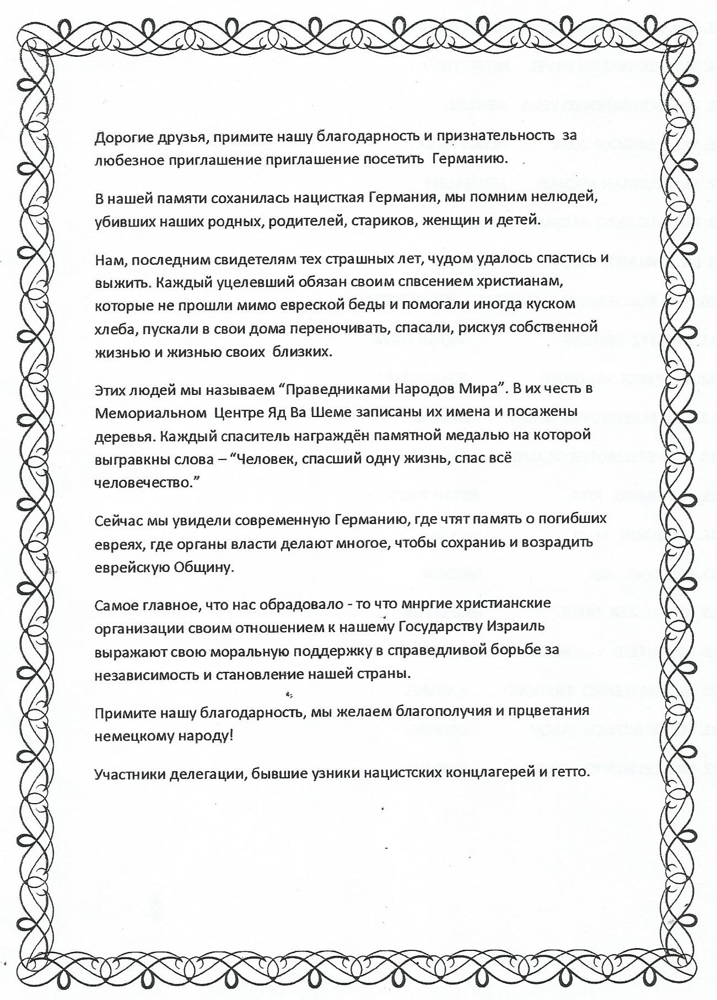 Дорогие друзья, примите нашу благодарность и признательность за
любезное приглашение приглашение посетить Германию.
В нашей памяти соханилась нацисткая Германия, мы помним нелюдей,
убивших наших родных, родителей, стариков, женщин и детей.
Нам, последним свидетелям тех страшных лет, чудом удалось спастись и
выжить. Каждый уцелевший обязан своим спвсением христианам,
которые не прошли мимо евреской беды и помогали иногда куском
хлеба, пускали в свои дома переночивать, спасали, рискуя собственной
жизнью и жизнью своих близких.
Этих людей мы называем “Праведниками Народов Мира”. В их честь в
Мемориальном Центре Яд Ва Шеме записаны их имена и посажены
деревья. Каждый спаситель награждён памятной медалью на которой
выгравкны слова – “Человек, спасший одну жизнь, спас всё
человечество.”
Сейчас мы увидели современную Германию, где чтят память о погибших
евреях, где органы власти делают многое, чтобы сохраниь и возрадить
еврейскую Общину.
Самое главное, что нас обрадовало - то что мнргие христианские
организации своим отношением к нашему Государству Израиль
выражают свою моральную поддержку в справедливой борьбе за
независимость и становление нашей страны.
Примите нашу благодарность, мы желаем благополучия и прцветания
немецкому народу!
Участники делегации, бывшие узники нацистских концлагерей и гетто.